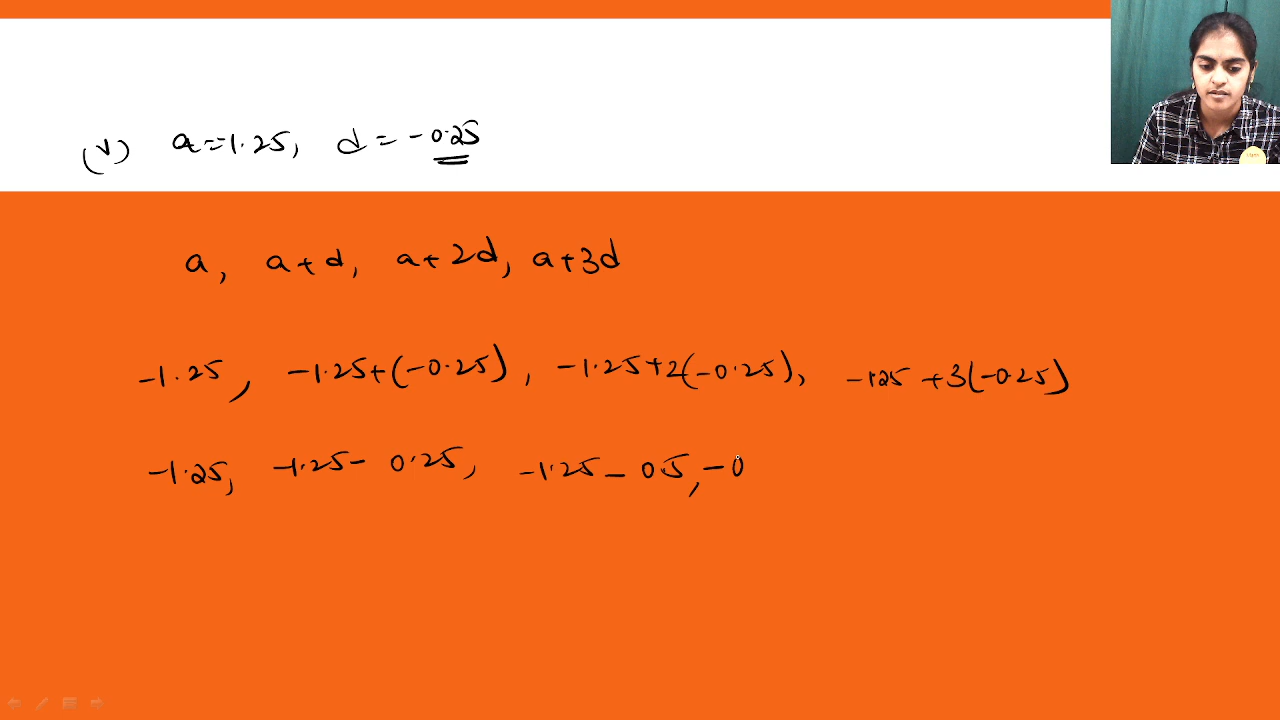 (v) a=-1.25, d=-0.25
a, a+d, a+2d, a+3d
-1.25, -1.25+(-0.25), -1.25+2(-0.25), -1.25+3(-0.25)
-1.25, -1.25-0.25, -1.25-0.5, -0